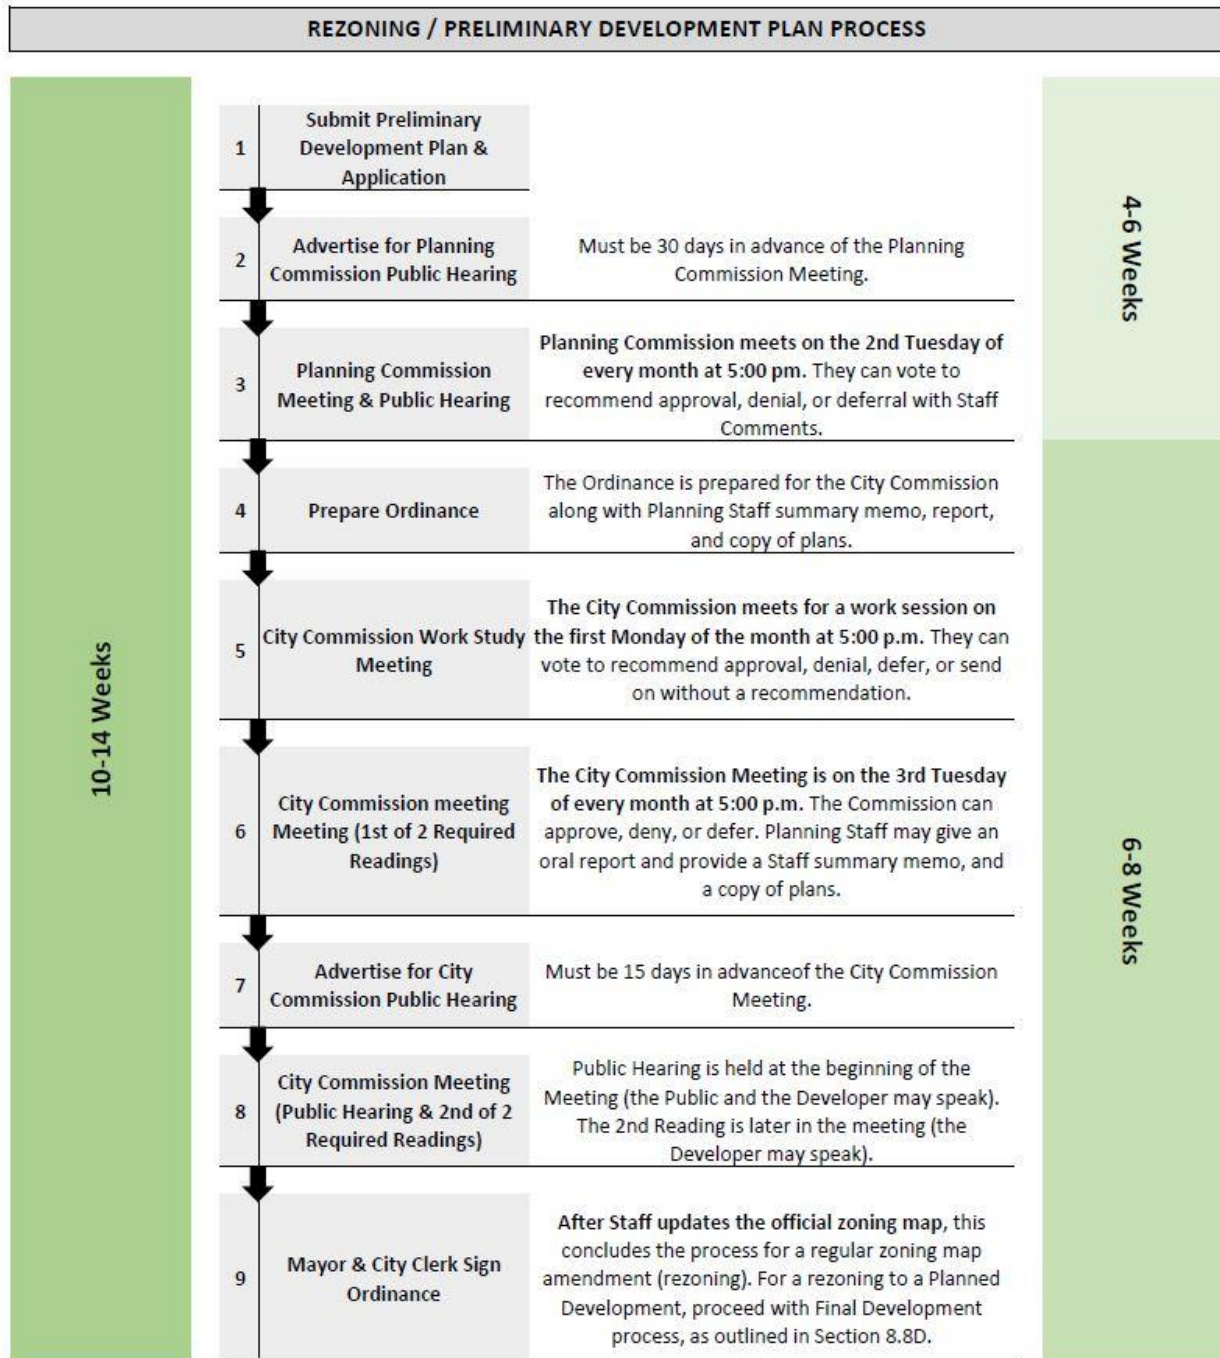 REZONING / PRELIMINARY DEVELOPMENT PLAN PROCESS
10-14 Weeks
4-6 Weeks
6-8 Weeks
1
Submit Preliminary
Development Plan &
Application
2
Advertise for Planning
Commission Public Hearing
Must be 30 days in advance of the Planning
Commission Meeting.
3
Planning Commission
Meeting & Public Hearing
Planning Commission meets on the 2nd Tuesday of
every month at 5:00 pm. They can vote to
recommend approval, denial, or deferral with Staff
Comments.
4
Prepare Ordinance
The Ordinance is prepared for the City Commission
along with Planning Staff summary memo, report,
and copy of plans.
5
City Commission Work Study
Meeting
The City Commission meets for a work session on
the first Monday of the month at 5:00 p.m. They can
vote to recommend approval, denial, defer, or send
on without a recommendation.
6
City Commission meeting
Meeting (1st of 2 Required
Readings)
The City Commission Meeting is on the 3rd Tuesday
of every month at 5:00 p.m. The Commission can
approve, deny, or defer. Planning Staff may give an
oral report and provide a Staff summary memo, and
a copy of plans.
7
Advertise for City
Commission Public Hearing
Must be 15 days in advanceof the City Commission
Meeting.
8
City Commission Meeting
(Public Hearing & 2nd of 2
Required Readings)
Public Hearing is held at the beginning of the
Meeting (the Public and the Developer may speak).
The 2nd Reading is later in the meeting (the
Developer may speak).
9
Mayor & City Clerk Sign
Ordinance
After Staff updates the official zoning map, this
concludes the process for a regular zoning map
amendment (rezoning). For a rezoning to a Planned
Development, proceed with Final Development
process, as outlined in Section 8.8D.